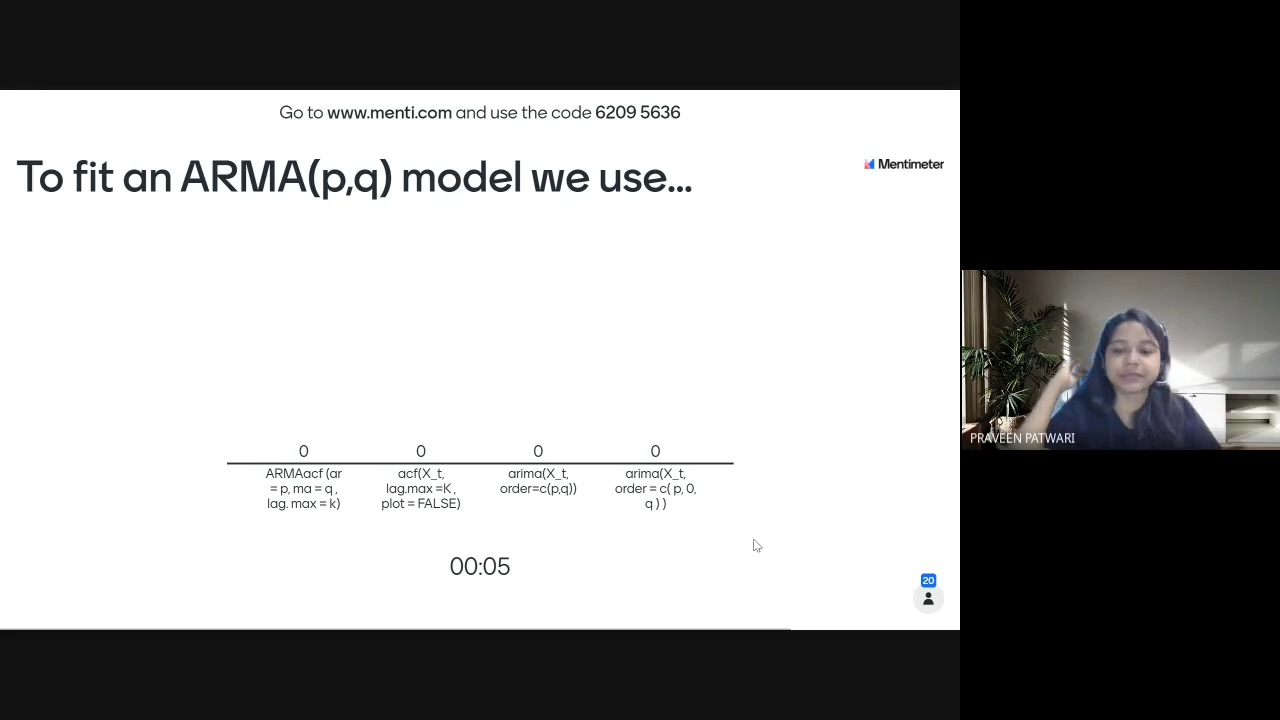 Go to www.menti.com and use the code 6209 5636
To fit an ARMA(p,q) model we use...
Mentimeter
0
0
0
0
ARMAacf (ar
= p, ma = q ,
lag. max = k)
acf(X_t,
lag.max =K ,
plot = FALSE)
arima(X_t,
order=c(p,q))
arima(X_t,
order = c( p, 0,
q ) )
00:05
20
PRAVEEN PATWARI